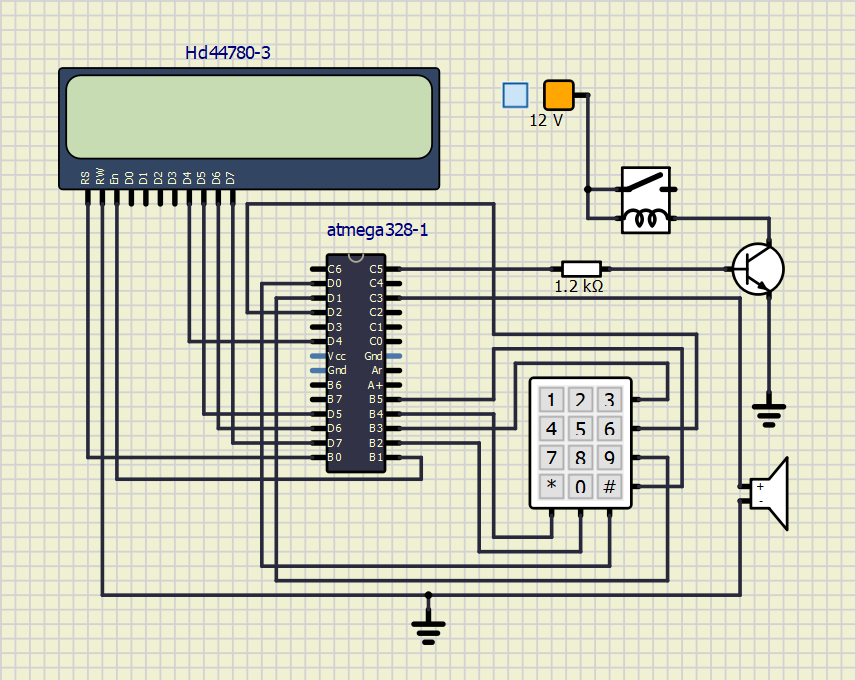 Hd44780-3
12 V
RS RW En D0 D1 D2 D3 D4 D5 D6 D7
atmega328-1
C6 C5
D0 C4
D1 C3
D2 C2
D3 C1
D4 C0
Vcc Gnd
Gnd Ar
B6 A+
B7 B5
D5 B4
D6 B3
D7 B2
B0 B1
1.2 kΩ
1 2 3
4 5 6
7 8 9
* 0 #
+
-